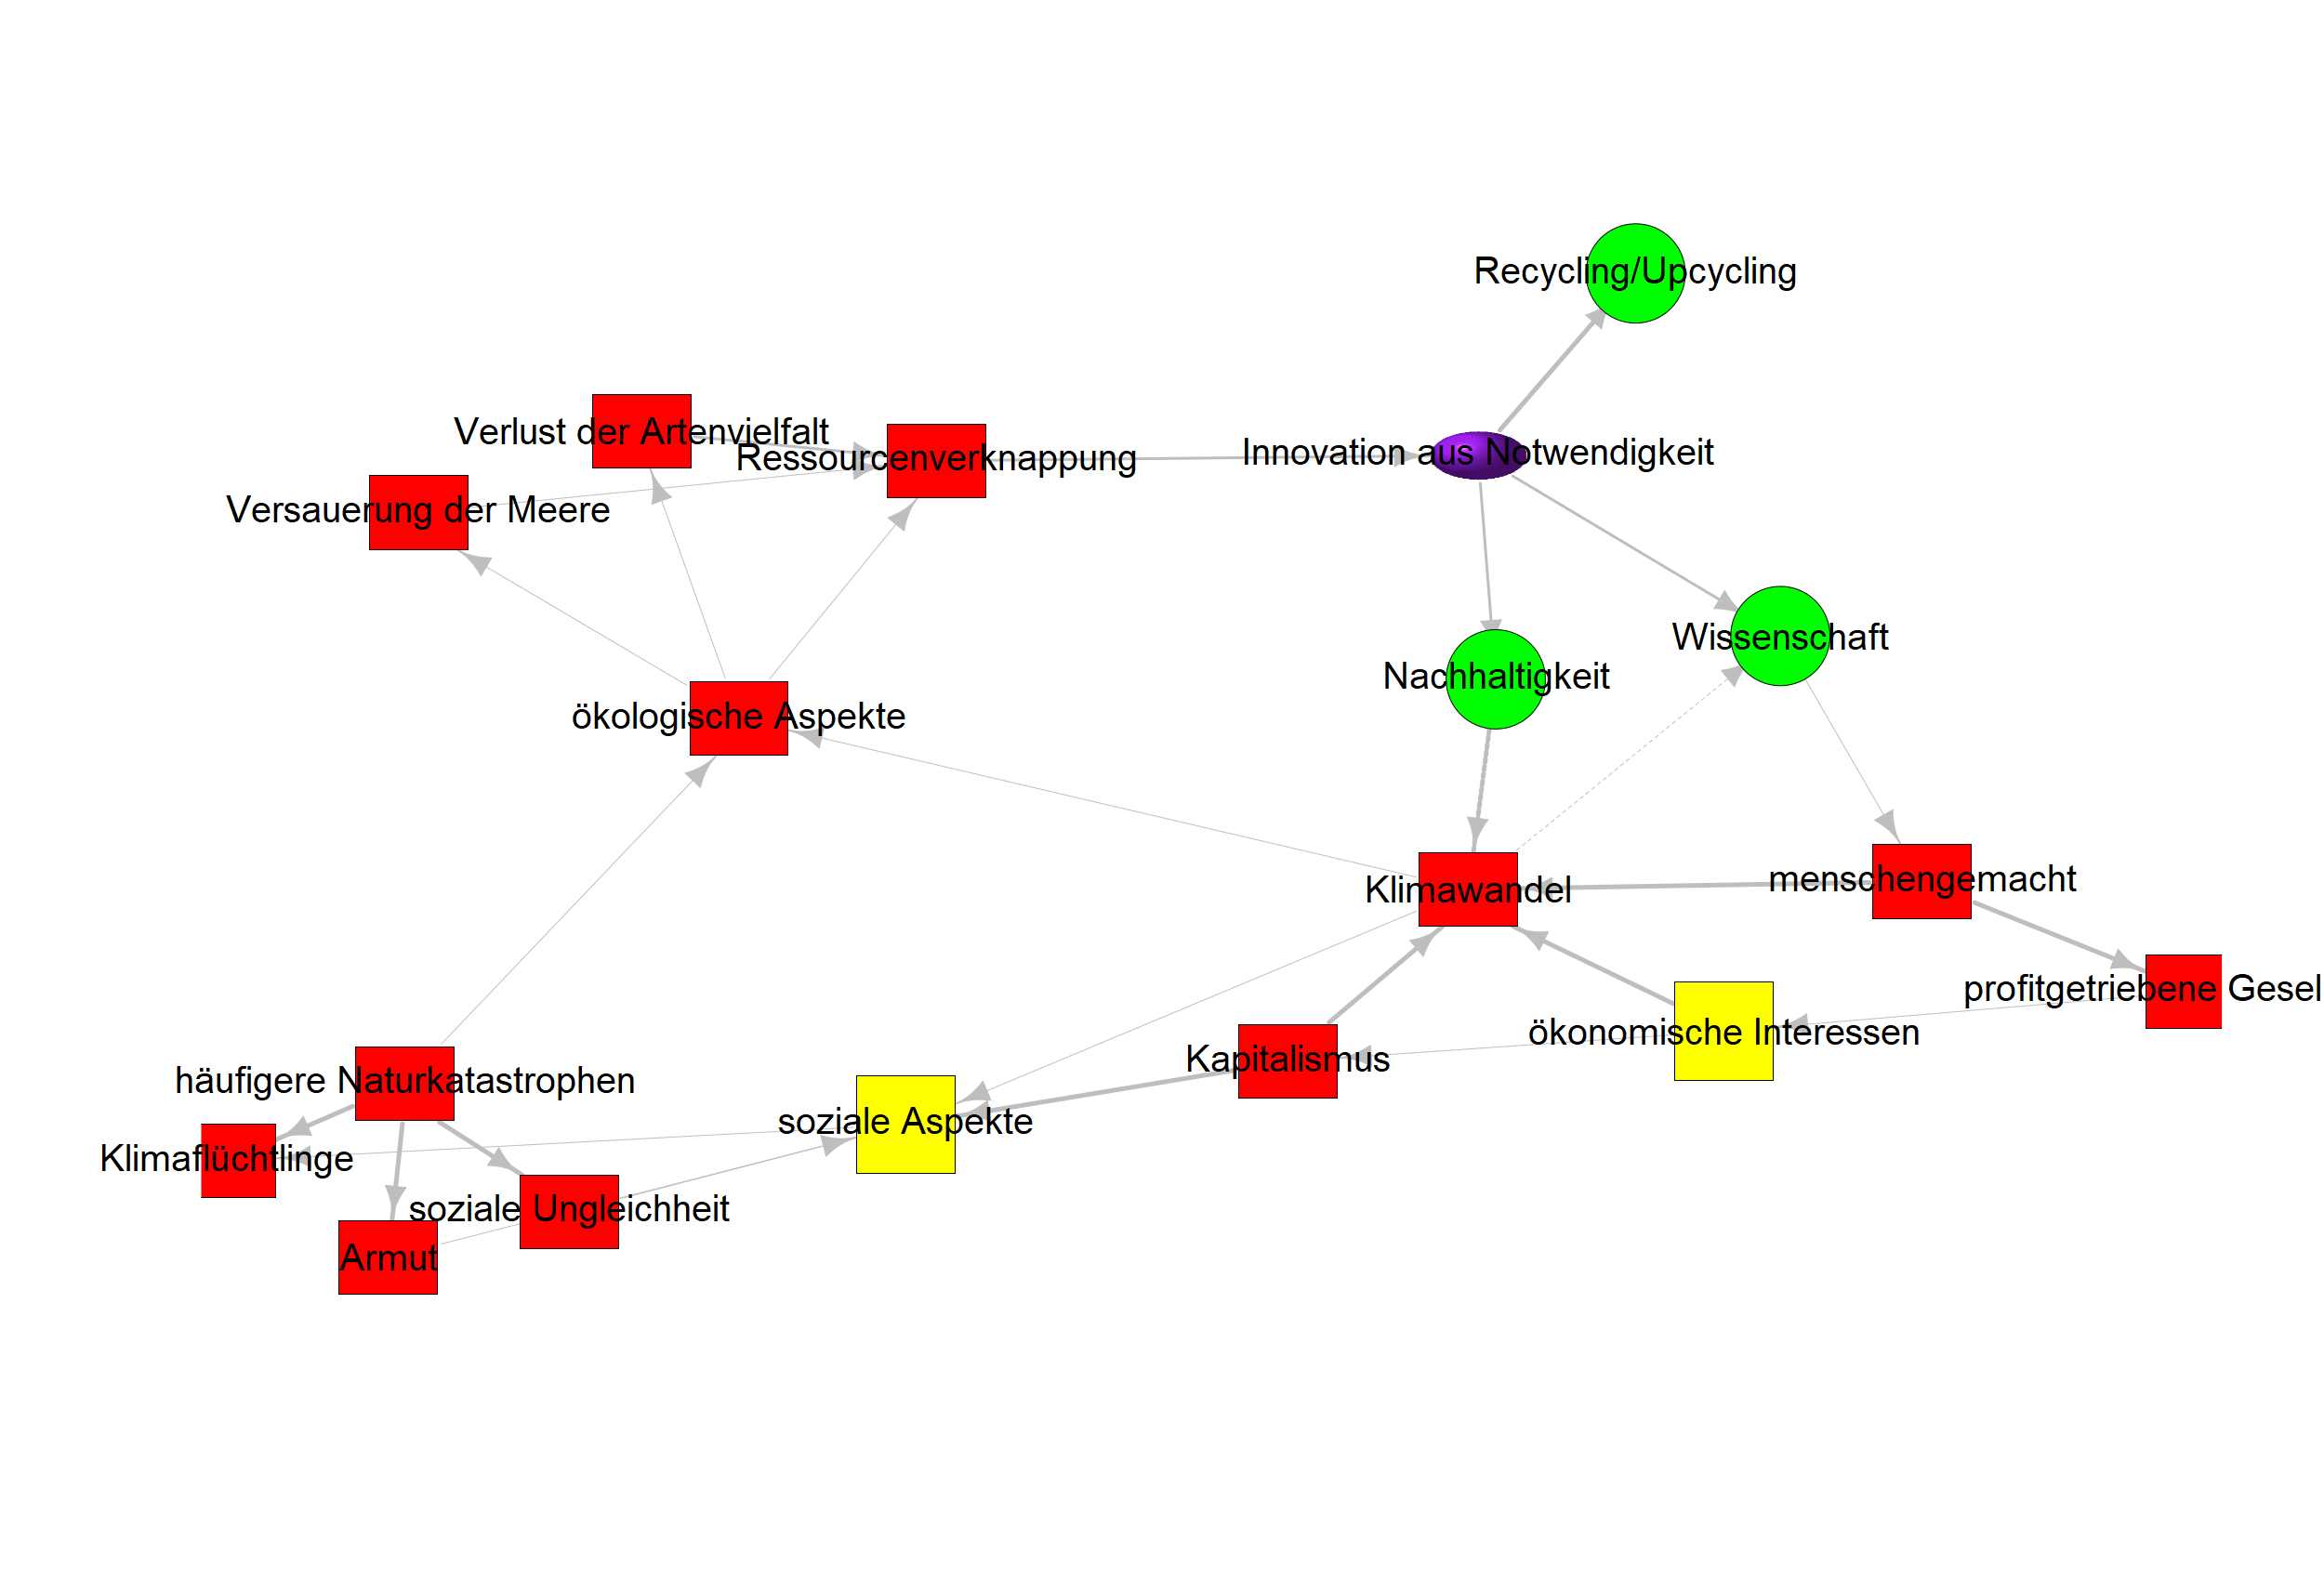 Recycling/Upcycling
Verlust der Artenvielfalt
Ressourcenverknappung
Innovation aus Notwendigkeit
Versauerung der Meere
Wissenschaft
Nachhaltigkeit
ökologische Aspekte
Klimawandel
menschengemacht
profitgetriebene Gesel
ökonomische Interessen
Kapitalismus
häufigere Naturkatastrophen
soziale Aspekte
Klimaflüchtlinge
soziale Ungleichheit
Armut